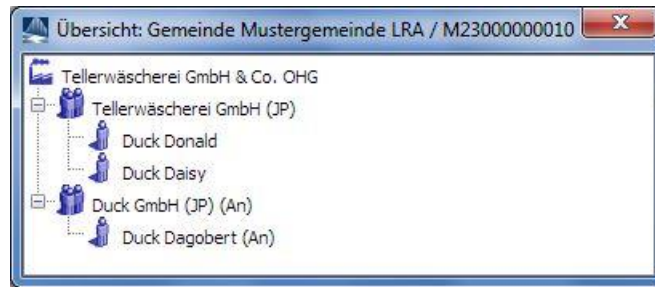 Übersicht: Gemeinde Mustergemeinde LRA / M23000000010
Tellerwäscherei GmbH & Co. OHG
Tellerwäscherei GmbH (JP)
Duck Donald
Duck Daisy
Duck GmbH (JP) (An)
Duck Dagobert (An)